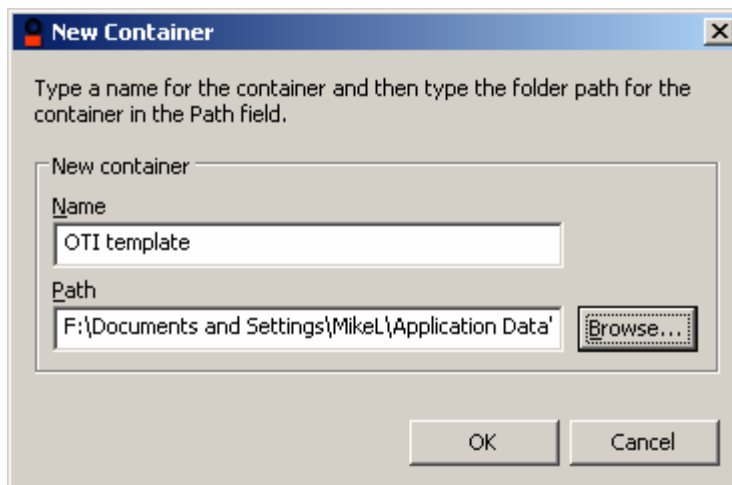 New Container
Type a name for the container and then type the folder path for the
container in the Path field.
New container
Name
OTI template
Path
F:\Documents and Settings\MikeL\Application Data'
Browse...
OK
Cancel